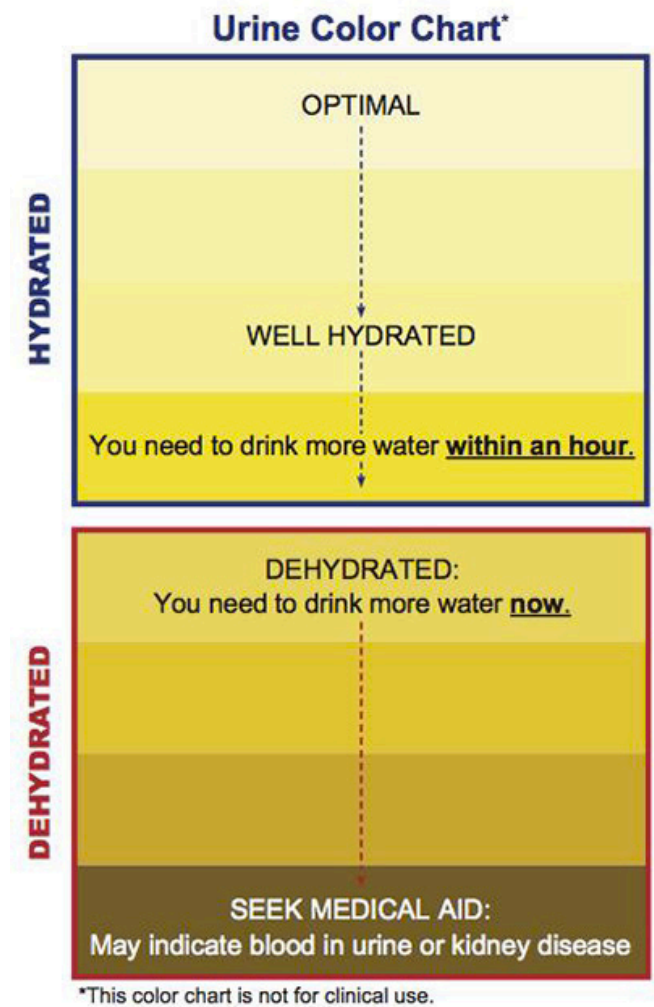 Urine Color Chart*
HYDRATED
OPTIMAL
WELL HYDRATED
You need to drink more water within an hour.
DEHYDRATED
DEHYDRATED:
You need to drink more water now.
SEEK MEDICAL AID:
May indicate blood in urine or kidney disease
*This color chart is not for clinical use.